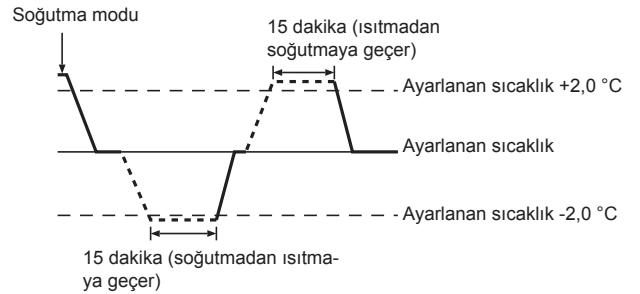 Soğutma modu
15 dakika (ısıtmadan
soğutmaya geçer)
Ayarlanan sıcaklık +2,0 °C
Ayarlanan sıcaklık
Ayarlanan sıcaklık -2,0 °C
15 dakika (soğutmadan ısıtma-
ya geçer)